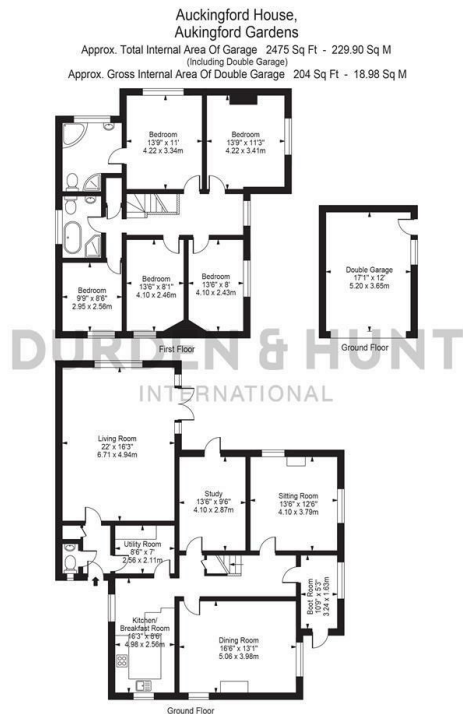 Auckingford House,
Aukingford Gardens
Approx. Total Internal Area Of Garage 2475 Sq Ft - 229.90 Sq M
(Including Double Garage)
Approx. Gross Internal Area Of Double Garage 204 Sq Ft - 18.98 Sq M
Bedroom
13'9" x 11'
4.22 x 3.34m
Bedroom
13'9" x 11'3"
4.22 x 3.41m
Bedroom
9'9" x 8'6"
2.95 x 2.56m
Bedroom
13'6" x 8'1"
4.10 x 2.46m
Bedroom
13'6" x 8'
4.10 x 2.43m
First Floor
Double Garage
17'1" x 12'
5.20 x 3.65m
Ground Floor
DURDEN & HUNT
INTERNATIONAL
Living Room
22' x 16'3"
6.71 x 4.94m
Study
13'6" x 9'6"
4.10 x 2.87m
Sitting Room
13'6" x 12'6"
4.10 x 3.79m
Utility Room
8'6" x 7'
2.56 x 2.11m
Boot Room
10'9" x 5'3"
3.24 x 1.63m
Kitchen/
Breakfast Room
16'3" x 8'6"
4.98 x 2.56m
Dining Room
16'6" x 13'1"
5.06 x 3.98m
Ground Floor